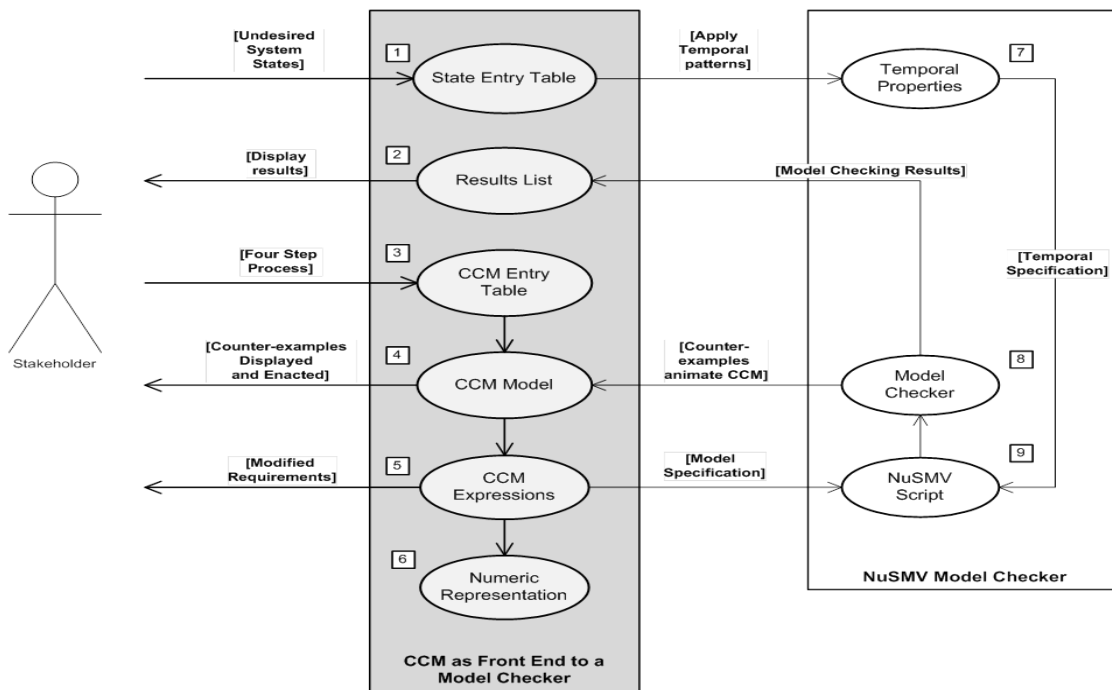 [Undesired
System
States]
1
State Entry Table
[Apply
Temporal
patterns]
7
Temporal
Properties
[Display
results]
2
Results List
[Model Checking Results]
[Four Step
Process]
3
CCM Entry
Table
[Temporal
Specification]
Stakeholder
[Counter-examples
Displayed
and Enacted]
4
CCM Model
[Counter-
examples
animate CCM]
8
Model
Checker
[Modified
Requirements]
5
CCM
Expressions
[Model
Specification]
9
NuSMV
Script
6
Numeric
Representation
NuSMV Model Checker
CCM as Front End to a
Model Checker